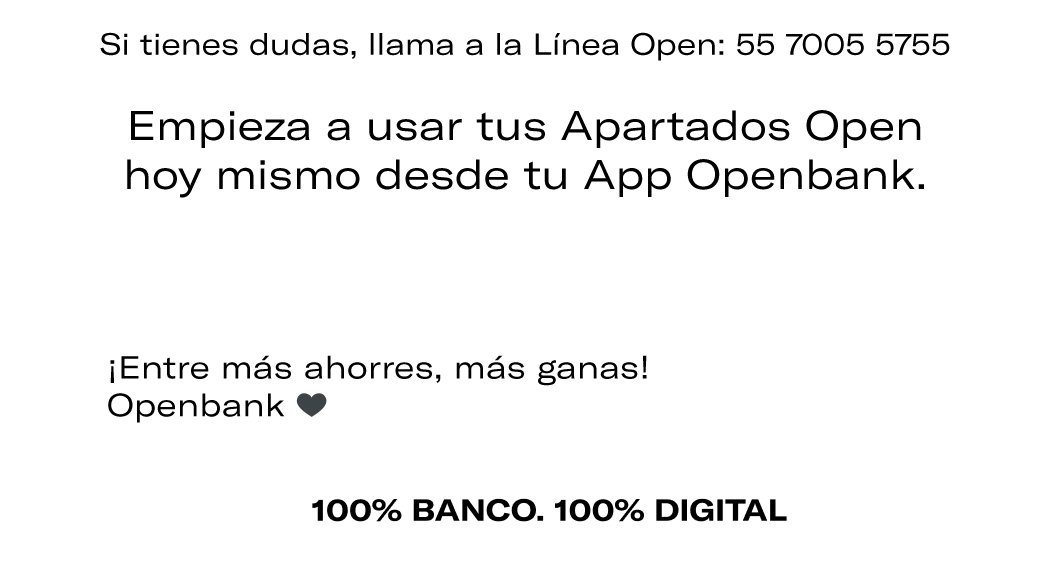 Si tienes dudas, llama a la Línea Open: 55 7005 5755
Empieza a usar tus Apartados Open
hoy mismo desde tu App Openbank.
¡Entre más ahorres, más ganas!
Openbank 🖤
100% BANCO. 100% DIGITAL